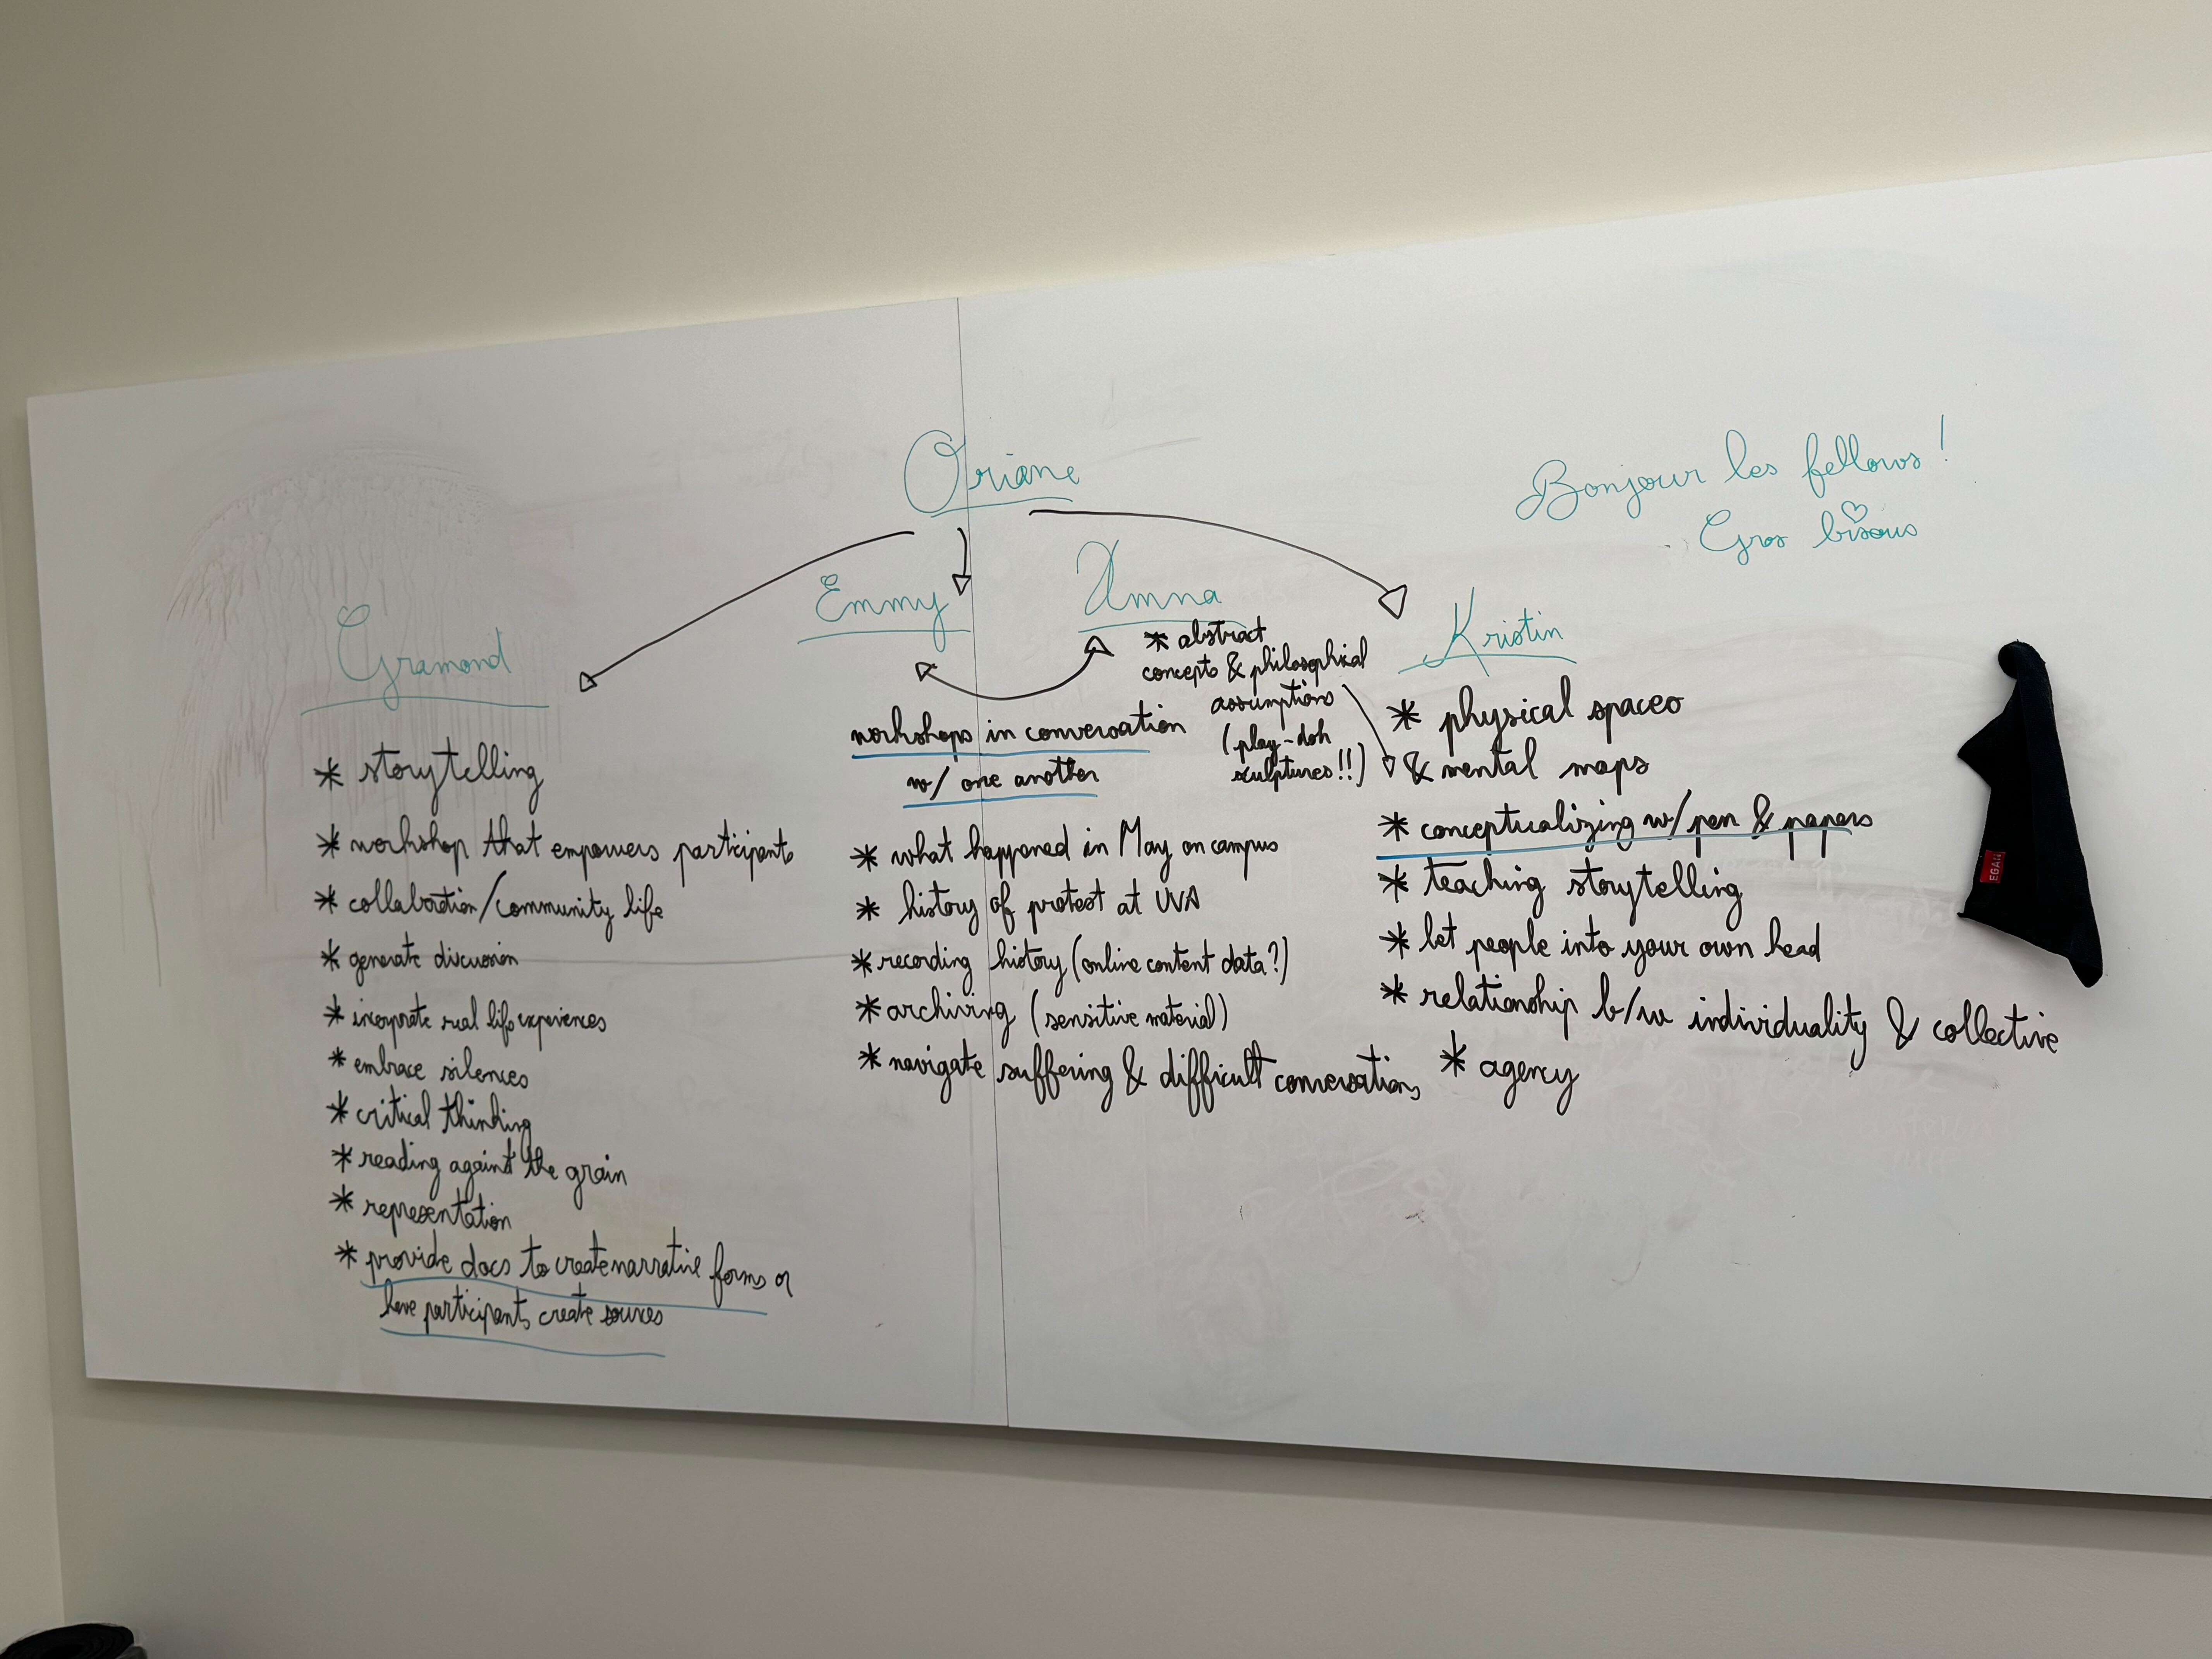 Oriane
Bonjour les fellows!
Gros bisous
Gramond
* storytelling
* workshop that empowers participants
* collaboration/community life
* generate discussion
* incorporate real life experiences
* embrace silences
* critical thinking
* reading against the grain
* representation
* provide docs to create narrative forms or
have participants create sources
Emmy
Amna
* abstract
concepts & philosophical
assumptions
(play-doh
sculptures!!)
workshops in conversation
w/ one another
* what happened in May on campus
* history of protest at UVA
* recording history (online content data?)
* archiving (sensitive material)
* navigate suffering & difficult conversations
Kristin
* physical spaces
& mental maps
* conceptualizing w/ pen & papers
* teaching storytelling
* let people into your own head
* relationship b/w individuality & collective
* agency
EGAN